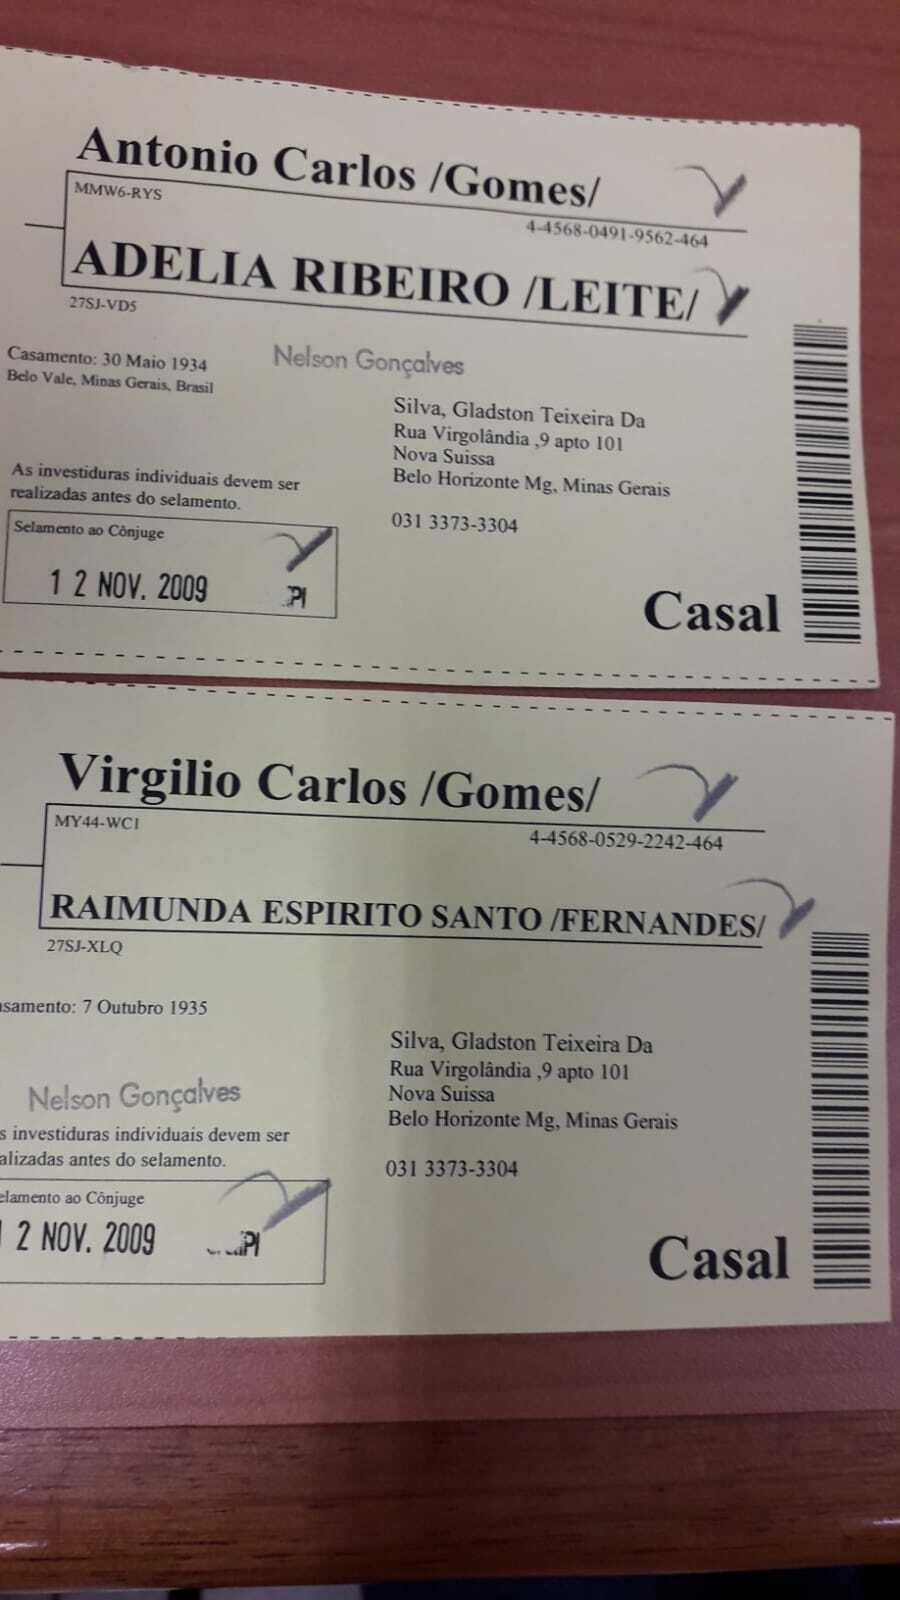 Antonio Carlos /Gomes/
MMW6-RYS
4-4568-0491-9562-464
ADELIA RIBEIRO /LEITE/
27SJ-VD5
Casamento: 30 Maio 1934
Belo Vale, Minas Gerais, Brasil
Nelson Gonçalves
Silva, Gladston Teixeira Da
Rua Virgolândia ,9 apto 101
Nova Suissa
Belo Horizonte Mg, Minas Gerais
031 3373-3304
As investiduras individuais devem ser
realizadas antes do selamento.
Selamento ao Cônjuge
1 2 NOV. 2009
PI
Casal
Virgilio Carlos /Gomes/
MY44-WC1
4-4568-0529-2242-464
RAIMUNDA ESPIRITO SANTO /FERNANDES/
27SJ-XLQ
asamento: 7 Outubro 1935
Nelson Gonçalves
Silva, Gladston Teixeira Da
Rua Virgolândia ,9 apto 101
Nova Suissa
Belo Horizonte Mg, Minas Gerais
031 3373-3304
s investiduras individuais devem ser
alizadas antes do selamento.
elamento ao Cônjuge
2 NOV. 2009
PI
Casal